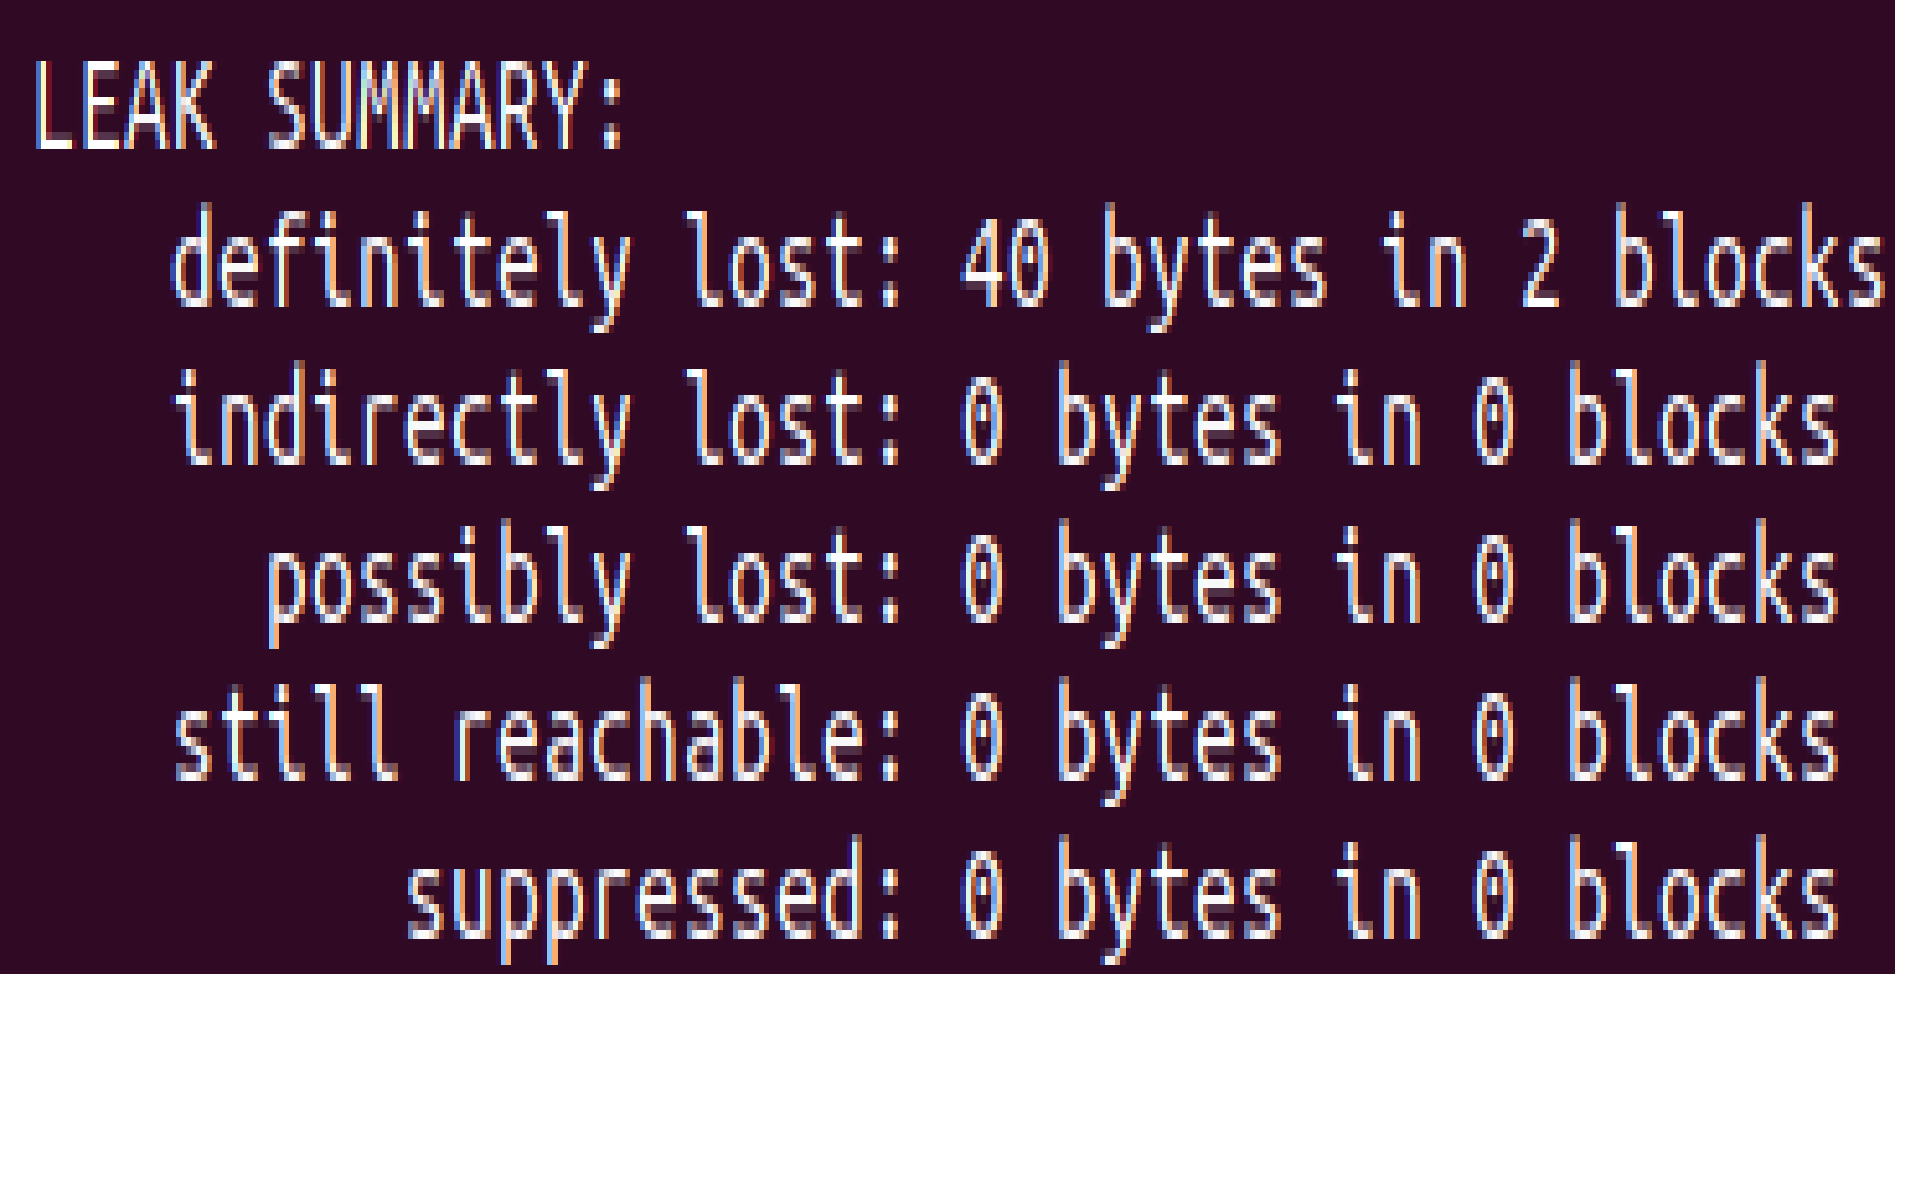 LEAK SUMMARY:
definitely lost: 40 bytes in 2 blocks
indirectly lost: 0 bytes in 0 blocks
possibly lost: 0 bytes in 0 blocks
still reachable: 0 bytes in 0 blocks
suppressed: 0 bytes in 0 blocks